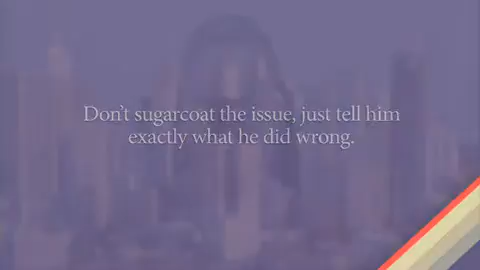 Don't sugarcoat the issue, just tell him
exactly what he did wrong.